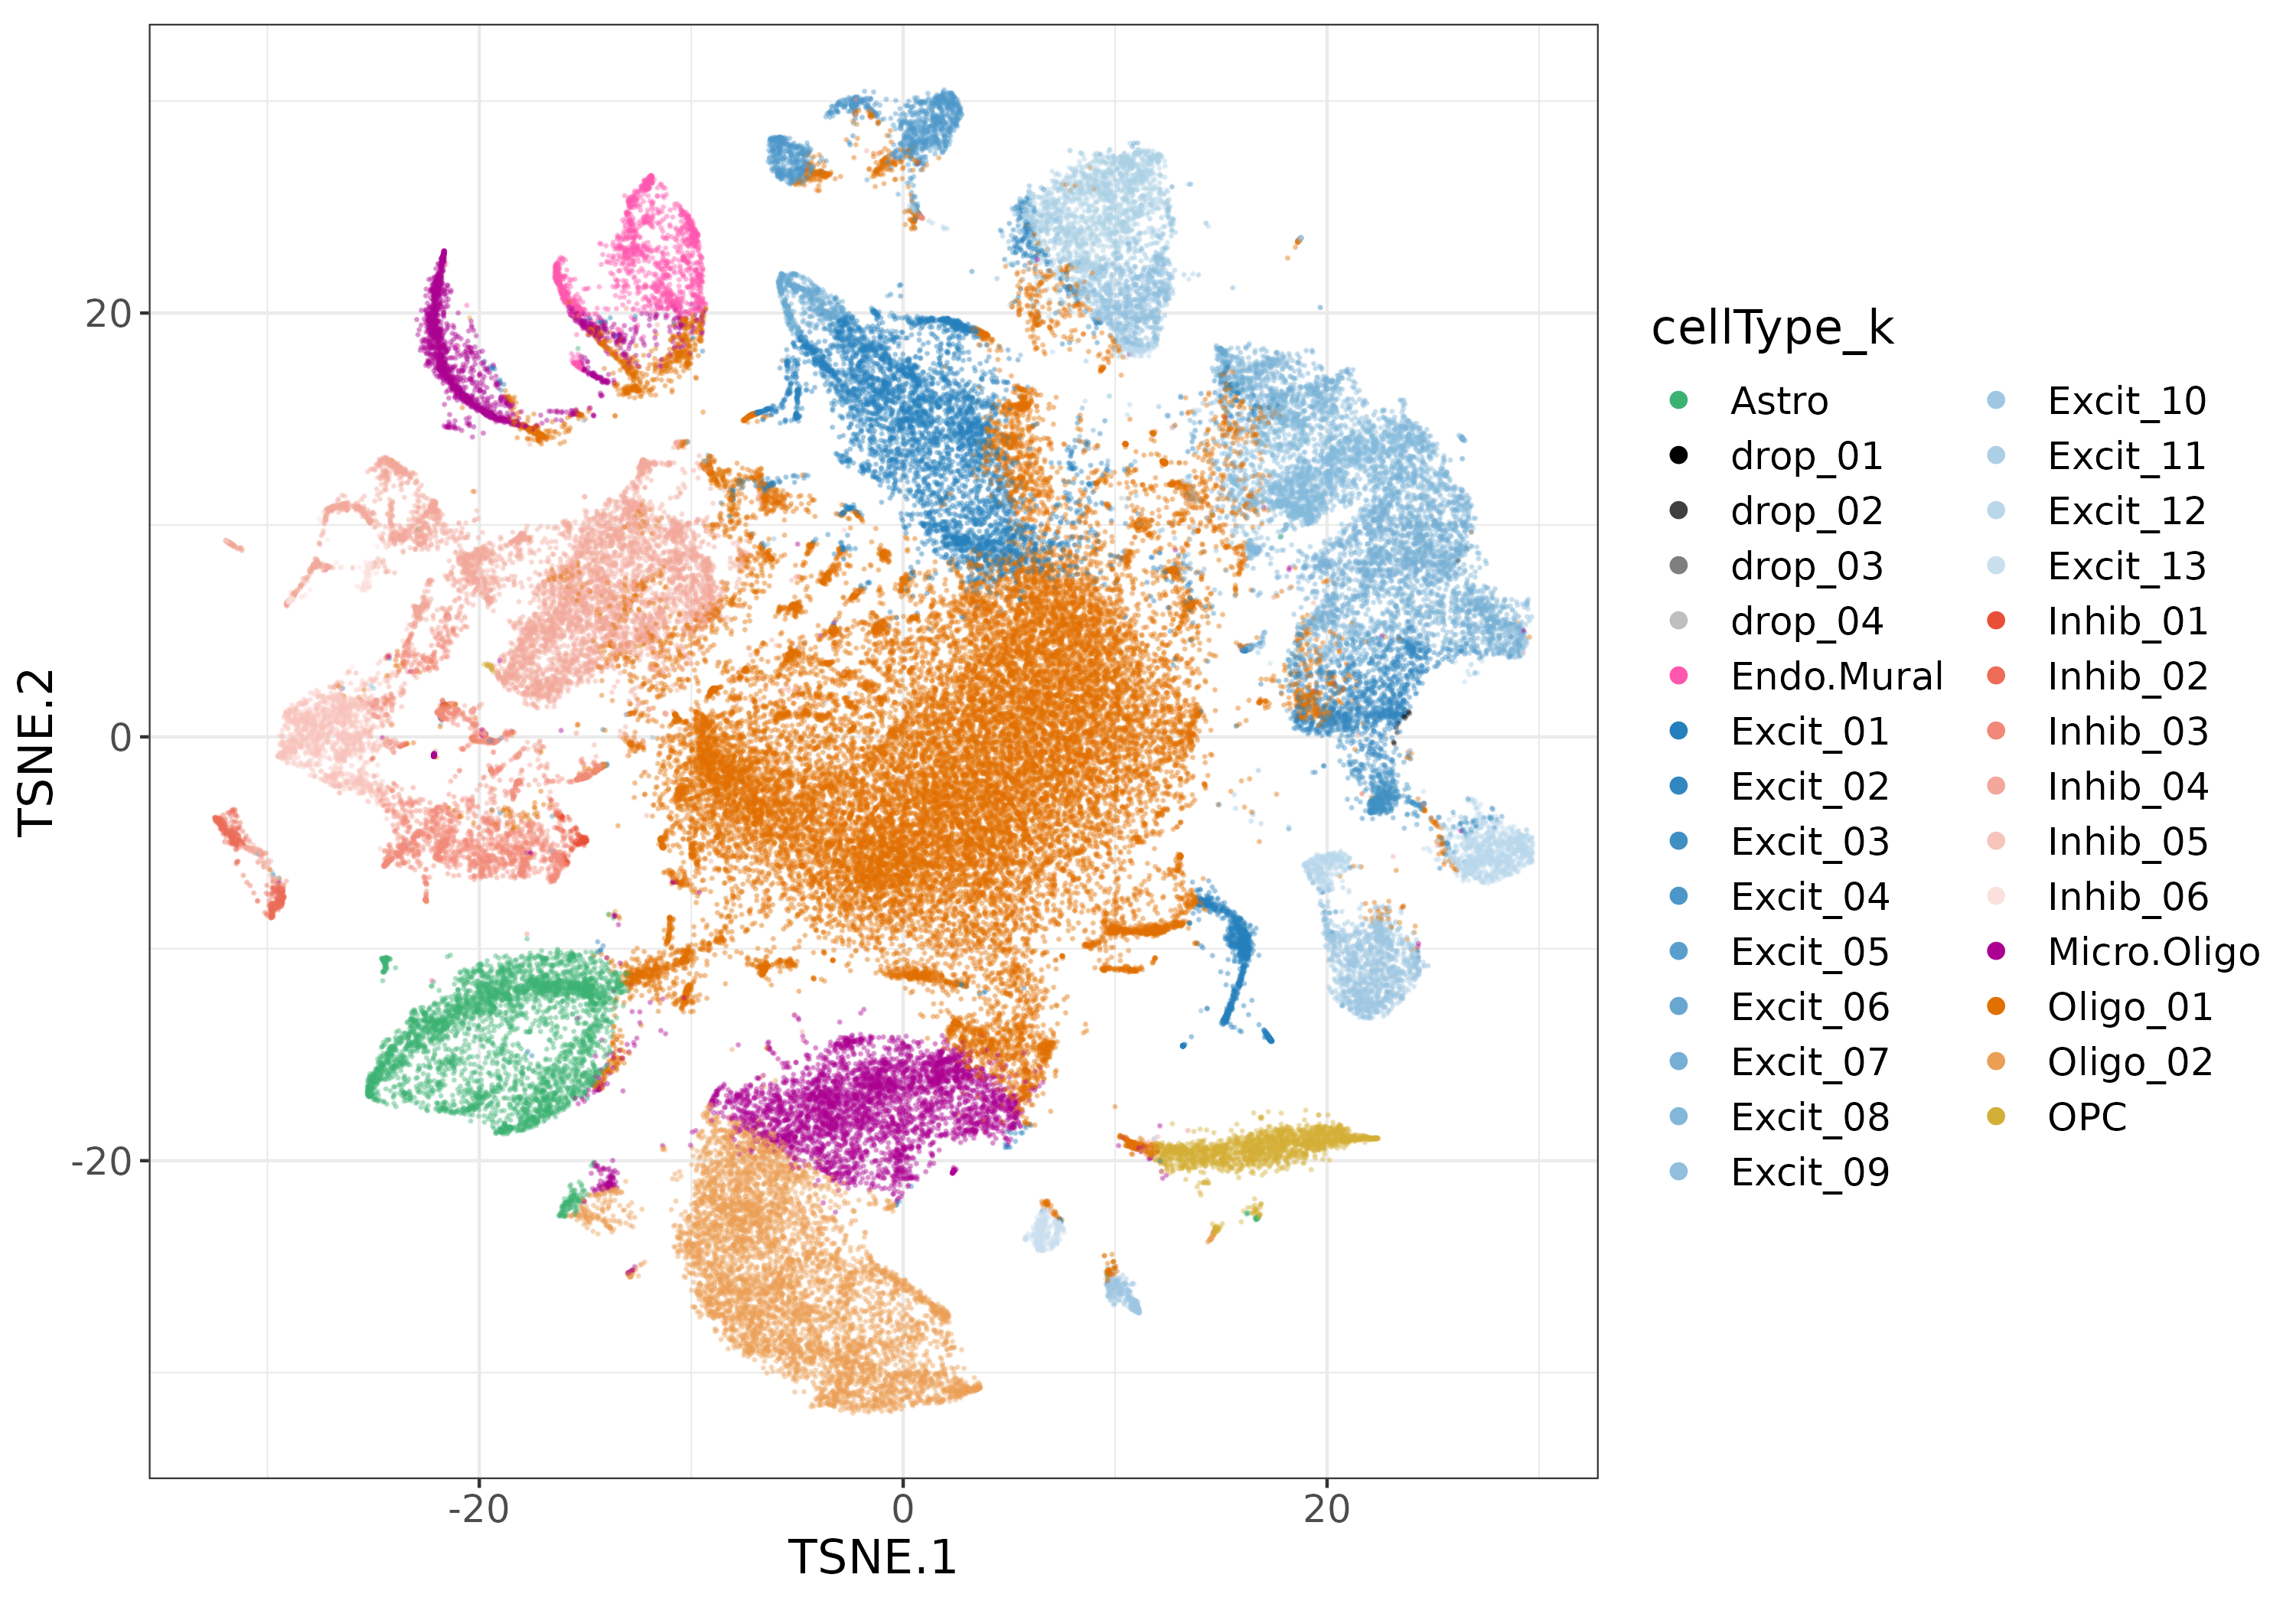 TSNE.2
20
0
-20
-20
0
20
TSNE.1
cellType_k
Astro
drop_01
drop_02
drop_03
drop_04
Endo.Mural
Excit_01
Excit_02
Excit_03
Excit_04
Excit_05
Excit_06
Excit_07
Excit_08
Excit_09
Excit_10
Excit_11
Excit_12
Excit_13
Inhib_01
Inhib_02
Inhib_03
Inhib_04
Inhib_05
Inhib_06
Micro.Oligo
Oligo_01
Oligo_02
OPC